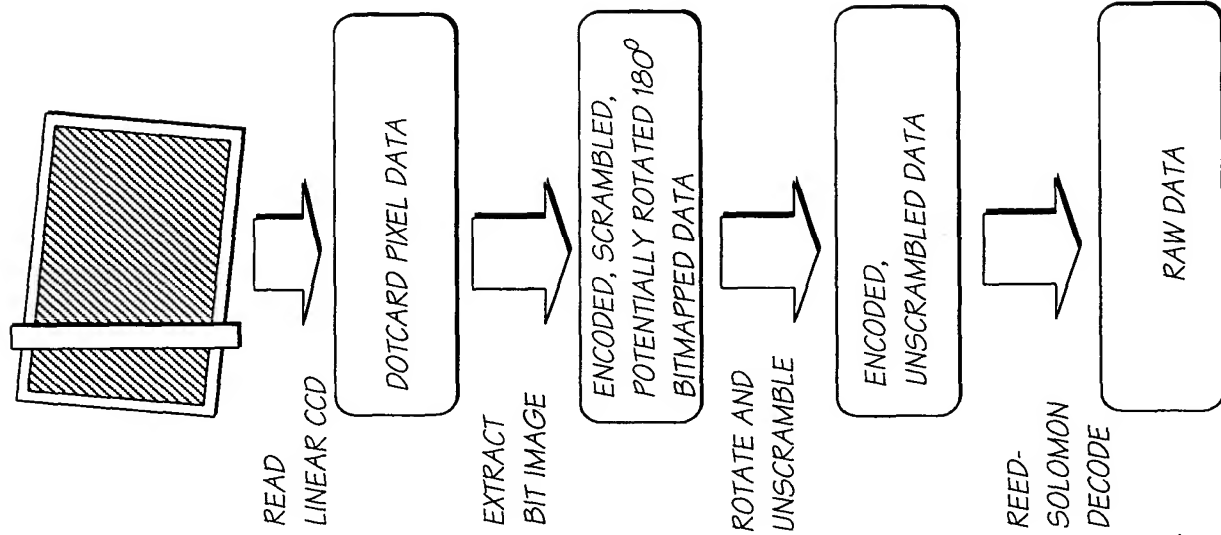 READ
LINEAR CCD
DOTCARD PIXEL DATA
EXTRACT
BIT IMAGE
ENCODED, SCRAMBLED,
POTENTIALLY ROTATED 180°
BITMAPPED DATA
ROTATE AND
UNSCRAMBLE
ENCODED,
UNSCRAMBLED DATA
REED-
SOLOMON
DECODE
RAW DATA